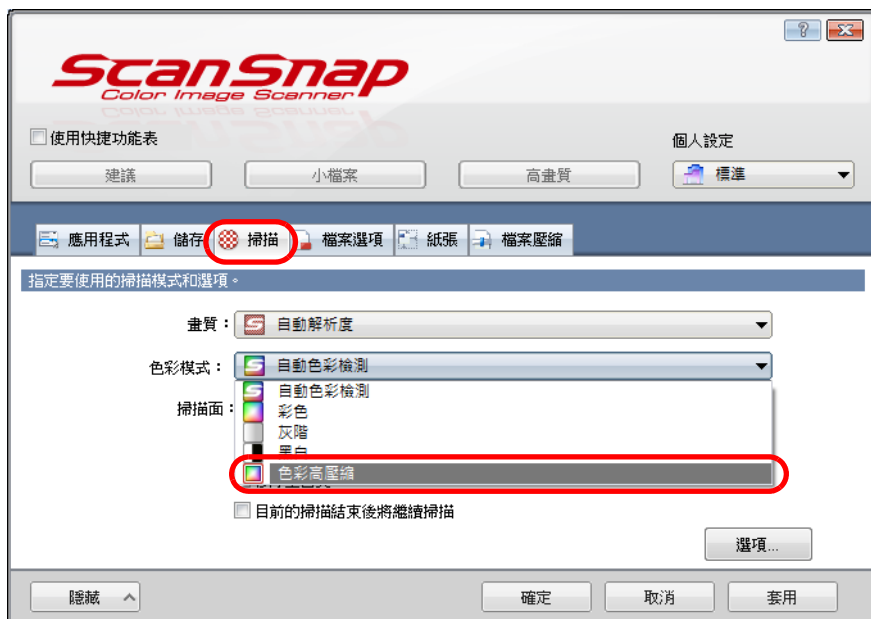 ScanSnap
Color Image Scanner
使用快捷功能表
個人設定
建議
小檔案
高畫質
標準
應用程式
儲存
掃描
檔案選項
紙張
檔案壓縮
指定要使用的掃描模式和選項。
畫質：
自動解析度
色彩模式：
自動色彩檢測
自動色彩檢測
掃描面：
彩色
灰階
黑白
色彩高壓縮
目前的掃描結束後將繼續掃描
選項...
隱藏
確定
取消
套用